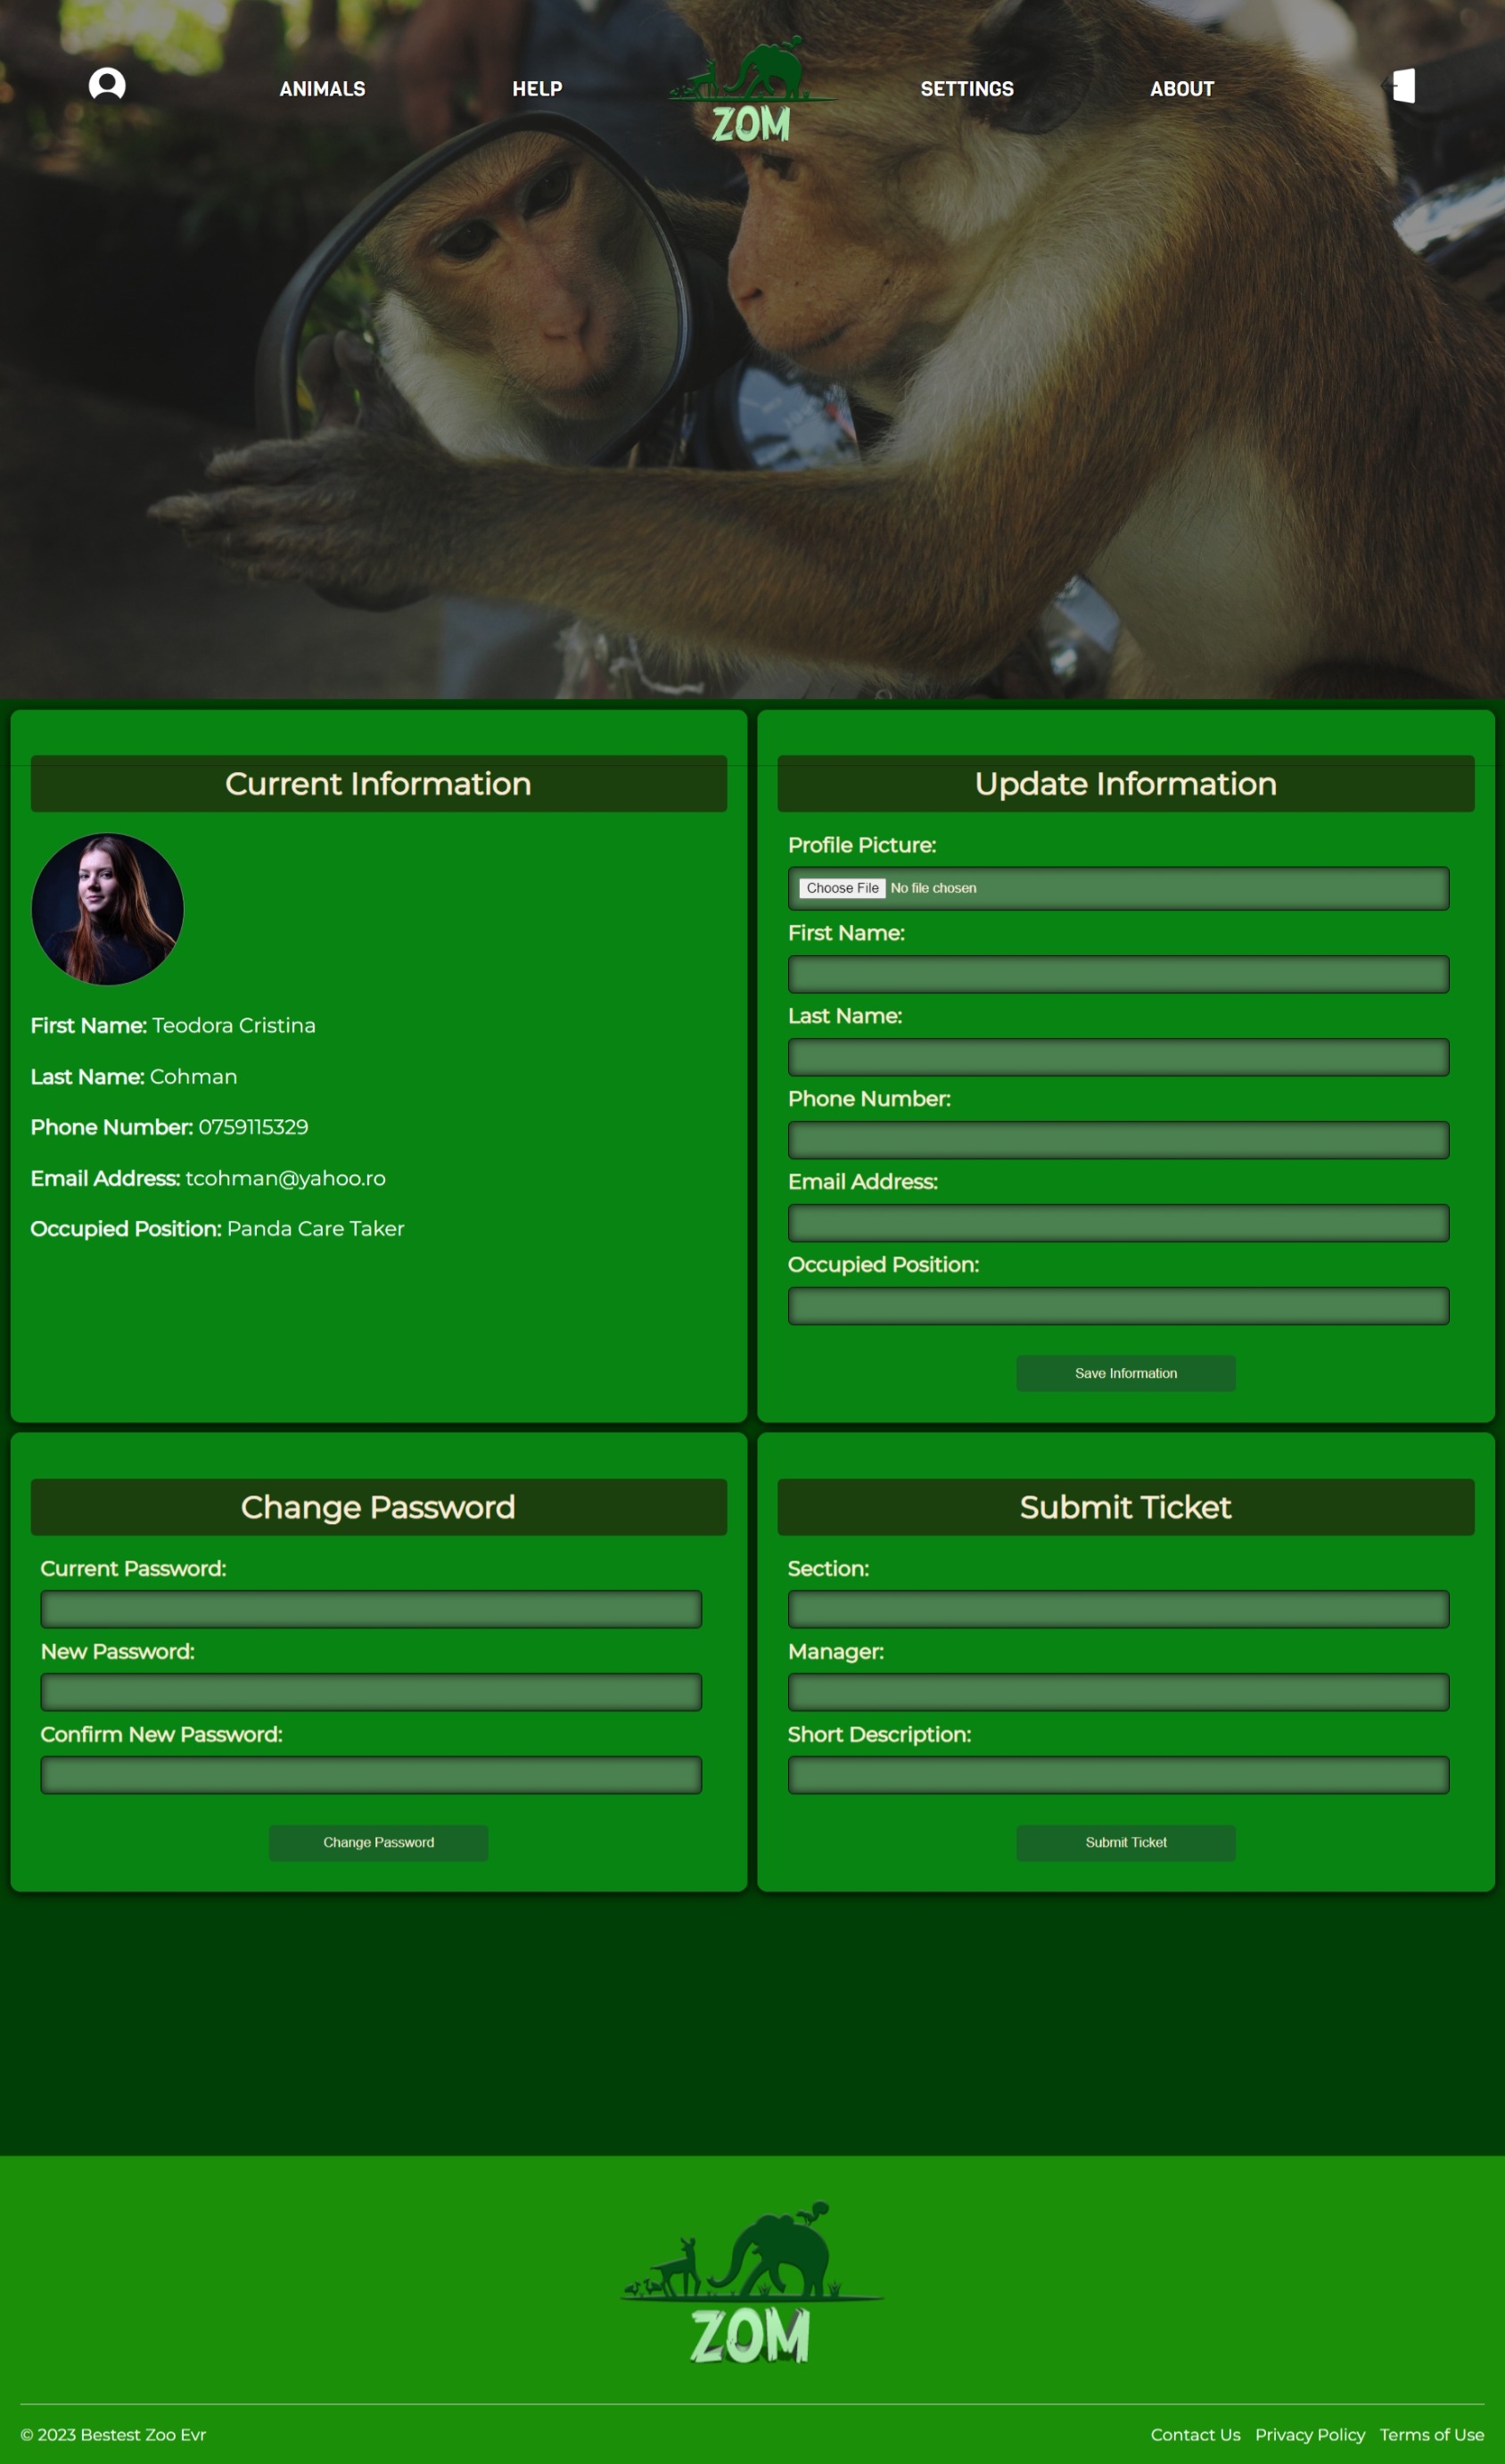 ANIMALS
HELP
ZOM
SETTINGS
ABOUT
Current Information
First Name: Teodora Cristina
Last Name: Cohman
Phone Number: 0759115329
Email Address: tcohman@yahoo.ro
Occupied Position: Panda Care Taker
Update Information
Profile Picture:
Choose File No file chosen
First Name:
Last Name:
Phone Number:
Email Address:
Occupied Position:
Save Information
Change Password
Current Password:
New Password:
Confirm New Password:
Change Password
Submit Ticket
Section:
Manager:
Short Description:
Submit Ticket
ZOM
© 2023 Bestest Zoo Evr
Contact Us Privacy Policy Terms of Use